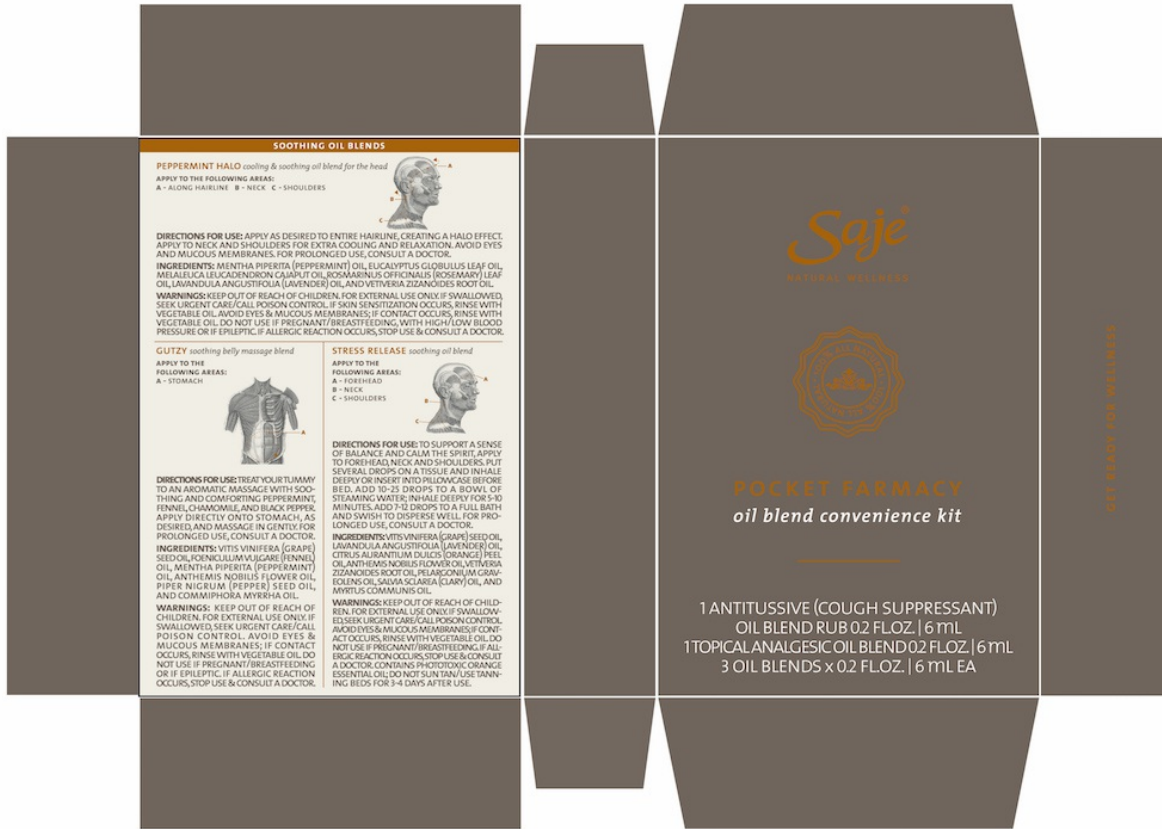 SOOTHING OIL BLENDS
PEPPERMINT HALO cooling & soothing oil blend for the head
APPLY TO THE FOLLOWING AREAS:
A – ALONG HAIRLINE B – NECK C – SHOULDERS
A
B
C
DIRECTIONS FOR USE: APPLY AS DESIRED TO ENTIRE HAIRLINE, CREATING A HALO EFFECT.
APPLY TO NECK AND SHOULDERS FOR EXTRA COOLING AND RELAXATION. AVOID EYES
AND MUCOUS MEMBRANES. FOR PROLONGED USE, CONSULT A DOCTOR.
INGREDIENTS: MENTHA PIPERITA (PEPPERMINT) OIL, EUCALYPTUS GLOBULUS LEAF OIL,
MELALEUCA LEUCADENDRON CAJAPUT OIL, ROSMARINUS OFFICINALIS (ROSEMARY) LEAF
OIL, LAVANDULA ANGUSTIFOLIA (LAVENDER) OIL, AND VETIVERIA ZIZANOIDES ROOT OIL.
WARNINGS: KEEP OUT OF REACH OF CHILDREN. FOR EXTERNAL USE ONLY. IF SWALLOWED,
SEEK URGENT CARE/CALL POISON CONTROL. IF SKIN SENSITIZATION OCCURS, RINSE WITH
VEGETABLE OIL. AVOID EYES & MUCOUS MEMBRANES; IF CONTACT OCCURS, RINSE WITH
VEGETABLE OIL. DO NOT USE IF PREGNANT/BREASTFEEDING, WITH HIGH/LOW BLOOD
PRESSURE OR IF EPILEPTIC. IF ALLERGIC REACTION OCCURS, STOP USE & CONSULT A DOCTOR.
GUTZY soothing belly massage blend
APPLY TO THE
FOLLOWING AREAS:
A – STOMACH
A
DIRECTIONS FOR USE: TREAT YOUR TUMMY
TO AN AROMATIC MASSAGE WITH SOO-
THING AND COMFORTING PEPPERMINT,
FENNEL, CHAMOMILE, AND BLACK PEPPER.
APPLY DIRECTLY ONTO STOMACH, AS
DESIRED, AND MASSAGE IN GENTLY. FOR
PROLONGED USE, CONSULT A DOCTOR.
INGREDIENTS: VITIS VINIFERA (GRAPE)
SEED OIL, FOENICULUM VULGARE (FENNEL)
OIL, MENTHA PIPERITA (PEPPERMINT)
OIL, ANTHEMIS NOBILIS FLOWER OIL,
PIPER NIGRUM (PEPPER) SEED OIL,
AND COMMIPHORA MYRRHA OIL.
WARNINGS: KEEP OUT OF REACH OF
CHILDREN. FOR EXTERNAL USE ONLY. IF
SWALLOWED, SEEK URGENT CARE/CALL
POISON CONTROL. AVOID EYES &
MUCOUS MEMBRANES; IF CONTACT
OCCURS, RINSE WITH VEGETABLE OIL. DO
NOT USE IF PREGNANT/BREASTFEEDING
OR IF EPILEPTIC. IF ALLERGIC REACTION
OCCURS, STOP USE & CONSULT A DOCTOR.
STRESS RELEASE soothing oil blend
APPLY TO THE
FOLLOWING AREAS:
A – FOREHEAD
B – NECK
C – SHOULDERS
A
B
C
DIRECTIONS FOR USE: TO SUPPORT A SENSE
OF BALANCE AND CALM THE SPIRIT, APPLY
TO FOREHEAD, NECK AND SHOULDERS. PUT
SEVERAL DROPS ON A TISSUE AND INHALE
DEEPLY OR INSERT INTO PILLOWCASE BEFORE
BED. ADD 10-25 DROPS TO A BOWL OF
STEAMING WATER; INHALE DEEPLY FOR 5-10
MINUTES. ADD 7-12 DROPS TO A FULL BATH
AND SWISH TO DISPERSE WELL. FOR PRO-
LONGED USE, CONSULT A DOCTOR.
INGREDIENTS: VITIS VINIFERA (GRAPE) SEED OIL,
LAVANDULA ANGUSTIFOLIA (LAVENDER) OIL,
CITRUS AURANTIUM DULCIS (ORANGE) PEEL
OIL, ANTHEMIS NOBILIS FLOWER OIL, VETIVERIA
ZIZANOIDES ROOT OIL, PELARGONIUM GRAV-
EOLENS OIL, SALVIA SCLAREA (CLARY) OIL, AND
MYRTUS COMMUNIS OIL.
WARNINGS: KEEP OUT OF REACH OF CHILD-
REN. FOR EXTERNAL USE ONLY. IF SWALLOW-
ED, SEEK URGENT CARE/CALL POISON CONTROL.
AVOID EYES & MUCOUS MEMBRANES; IF CONT-
ACT OCCURS, RINSE WITH VEGETABLE OIL. DO
NOT USE IF PREGNANT/BREASTFEEDING. IF ALL-
ERGIC REACTION OCCURS, STOP USE & CONSULT
A DOCTOR. CONTAINS PHOTOTOXIC ORANGE
ESSENTIAL OIL; DO NOT SUN TAN/USE TANN-
ING BEDS FOR 3-4 DAYS AFTER USE.
Saje®
NATURAL WELLNESS
POCKET FARMACY
oil blend convenience kit
1 ANTITUSSIVE (COUGH SUPPRESSANT)
OIL BLEND RUB 0.2 FL.OZ. | 6 mL
1 TOPICAL ANALGESIC OIL BLEND 0.2 FL.OZ. | 6 mL
3 OIL BLENDS x 0.2 FL.OZ. | 6 mL EA
GET READY FOR WELLNESS